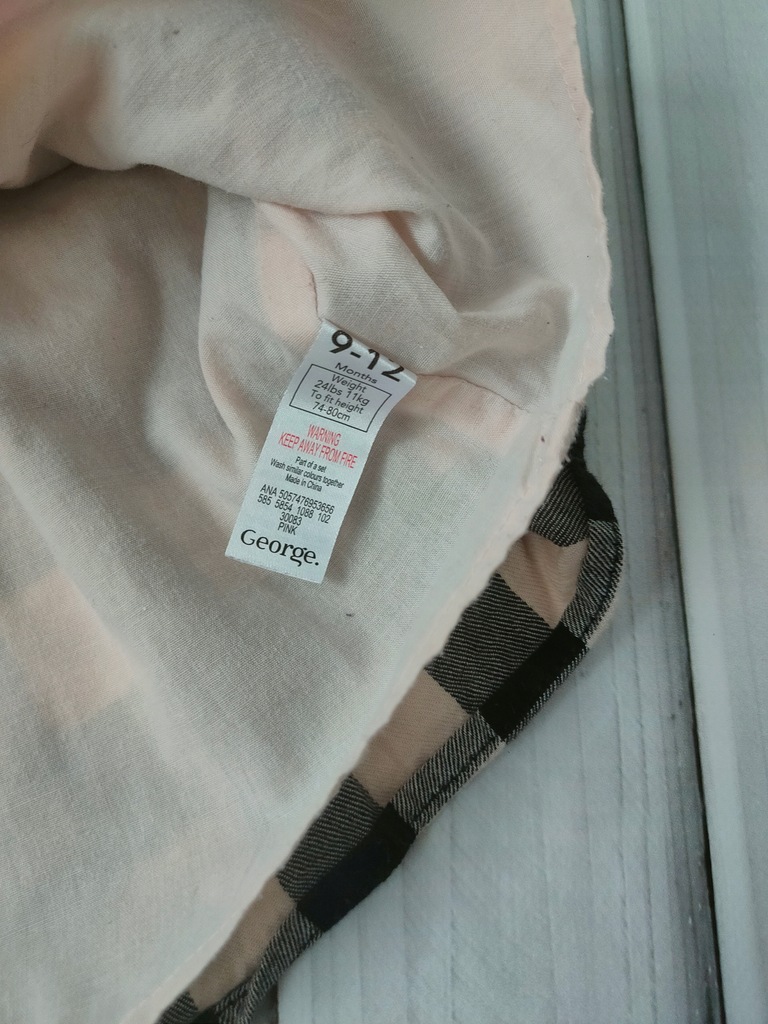 9-12
Months
Weight
24lbs 11kg
To fit height
74-80cm
WARNING
KEEP AWAY FROM FIRE
Part of a set
Wash similar colours together
Made in China
ANA 5057476953656
585 5854 1088 102
30083
PINK
George.